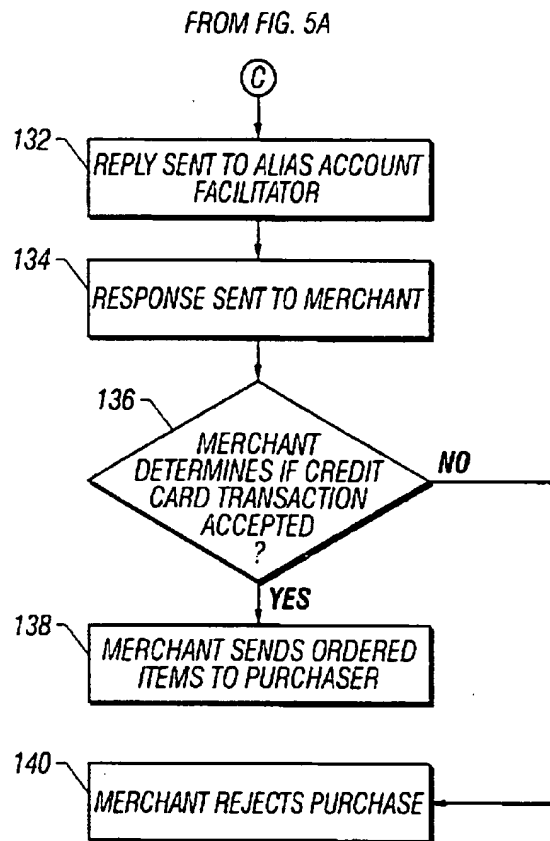 FROM FIG. 5A
C
132
REPLY SENT TO ALIAS ACCOUNT
FACILITATOR
134
RESPONSE SENT TO MERCHANT
136
MERCHANT
DETERMINES IF CREDIT
CARD TRANSACTION
ACCEPTED
?
NO
YES
138
MERCHANT SENDS ORDERED
ITEMS TO PURCHASER
140
MERCHANT REJECTS PURCHASE